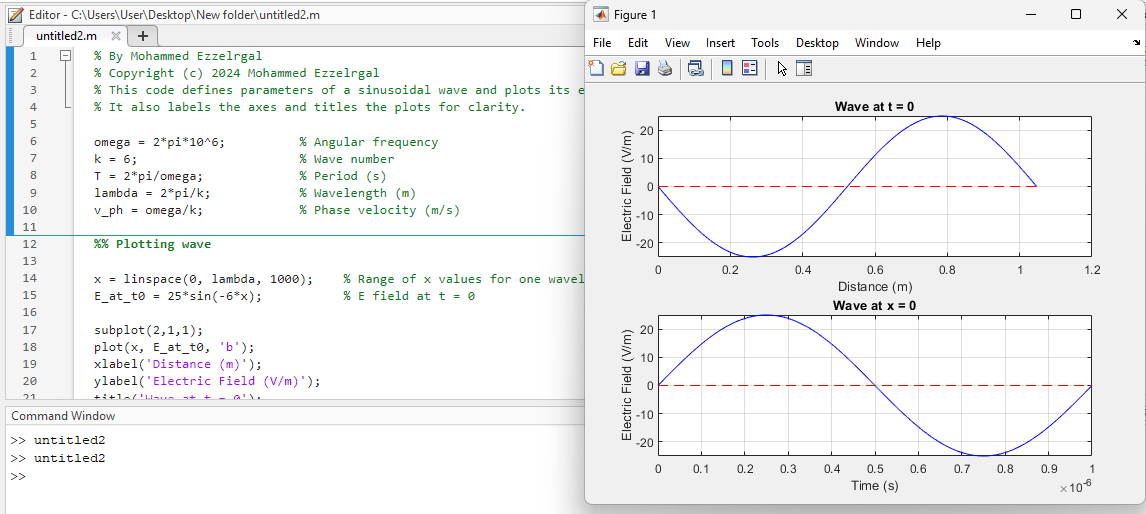 Editor - C:\Users\User\Desktop\New folder\untitled2.m
untitled2.m
1 % By Mohammed Ezzelrgal
2 % Copyright (c) 2024 Mohammed Ezzelrgal
3 % This code defines parameters of a sinusoidal wave and plots its e
4 % It also labels the axes and titles the plots for clarity.
5
6 omega = 2*pi*10^6; % Angular frequency
7 k = 6; % Wave number
8 T = 2*pi/omega; % Period (s)
9 lambda = 2*pi/k; % Wavelength (m)
10 v_ph = omega/k; % Phase velocity (m/s)
11
12 %% Plotting wave
13
14 x = linspace(0, lambda, 1000); % Range of x values for one wavel
15 E_at_t0 = 25*sin(-6*x); % E field at t = 0
16
17 subplot(2,1,1);
18 plot(x, E_at_t0, 'b');
19 xlabel('Distance (m)');
20 ylabel('Electric Field (V/m)');
21 title('Wave at t = 0');
Command Window
>> untitled2
>> untitled2
>>
Figure 1
File Edit View Insert Tools Desktop Window Help
Wave at t = 0
Electric Field (V/m)
20
10
0
-10
-20
0 0.2 0.4 0.6 0.8 1 1.2
Distance (m)
Wave at x = 0
Electric Field (V/m)
20
10
0
-10
-20
0 0.1 0.2 0.3 0.4 0.5 0.6 0.7 0.8 0.9 1
Time (s)
×10-6